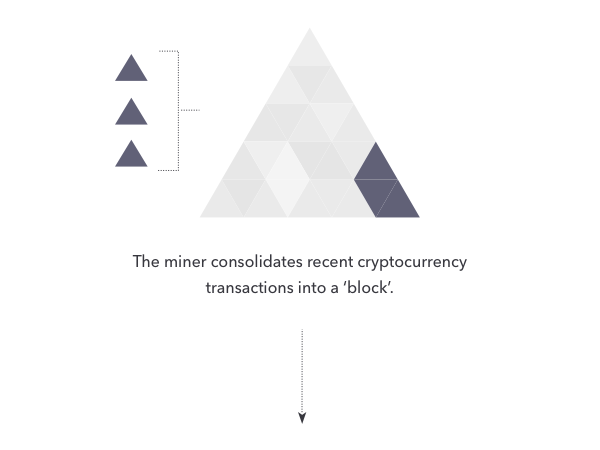 The miner consolidates recent cryptocurrency
transactions into a ‘block’.